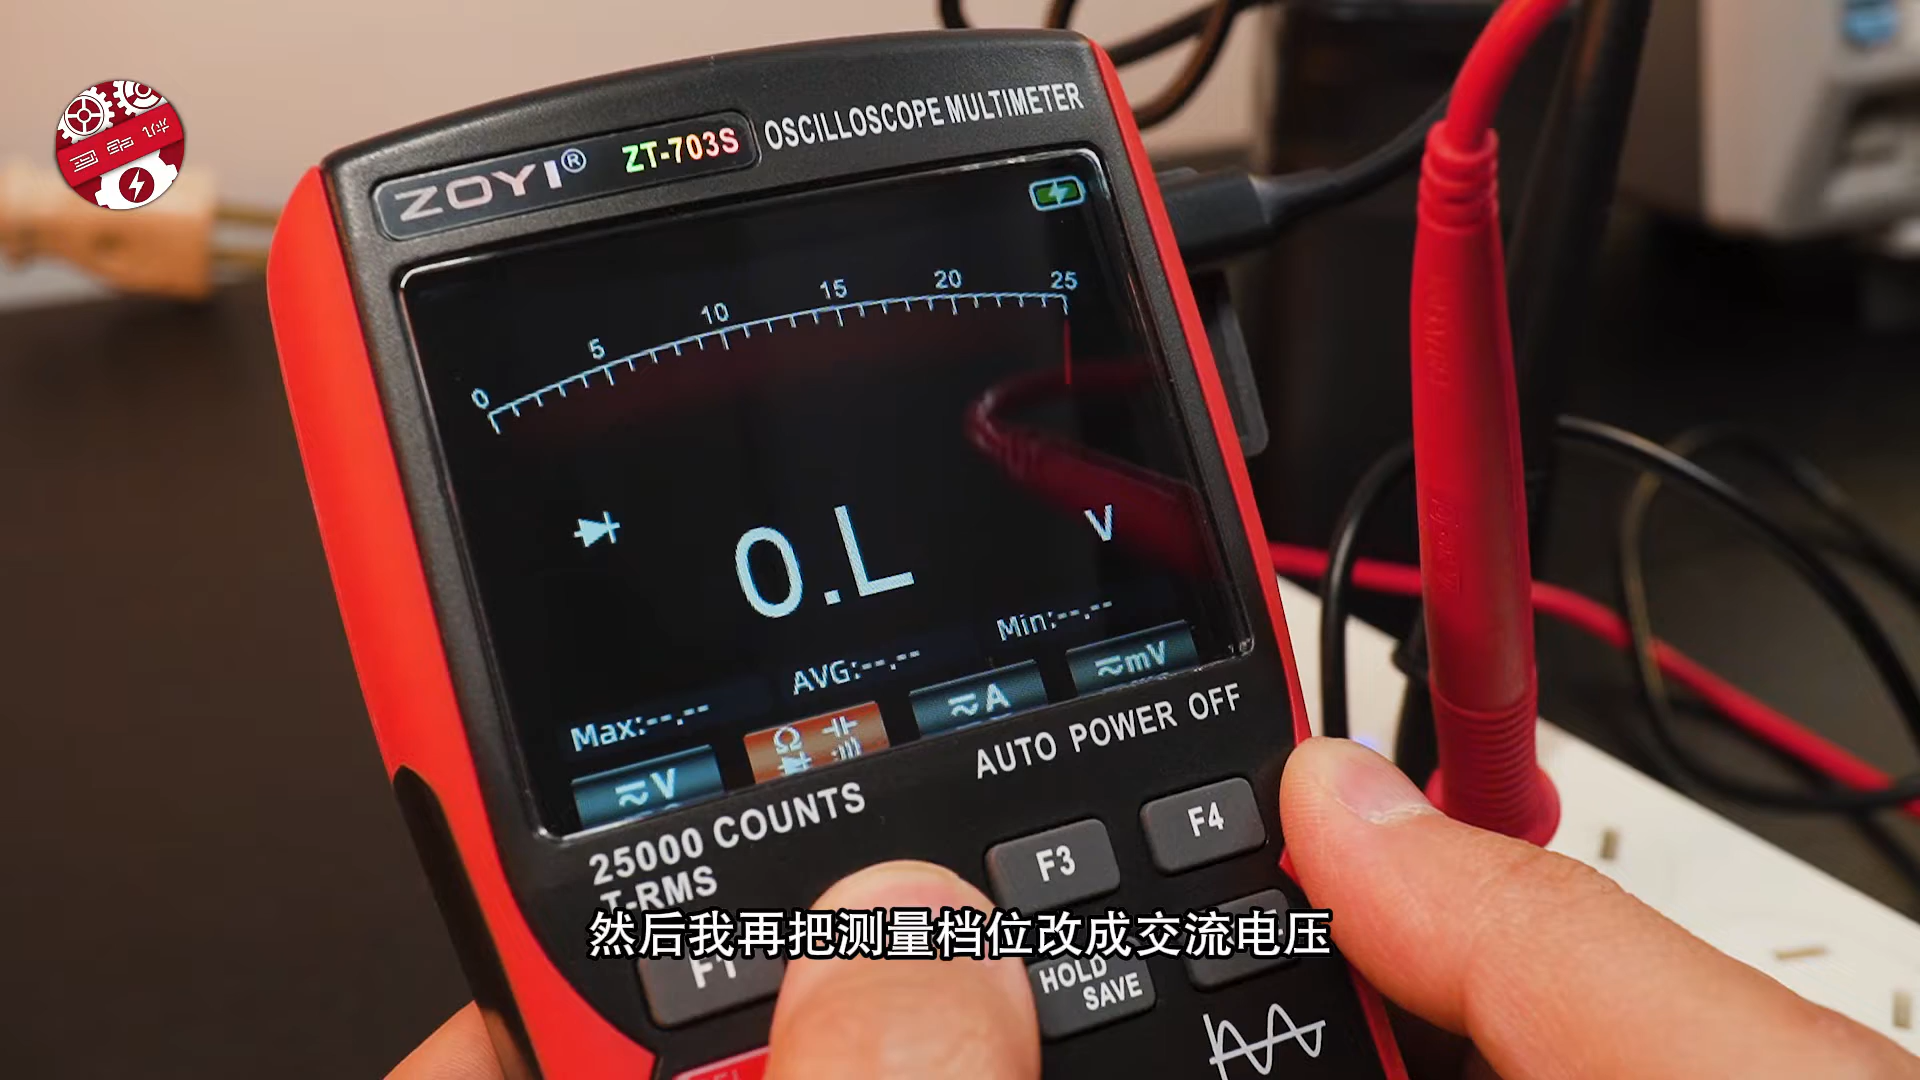 ZOYI® ZT-703S OSCILLOSCOPE MULTIMETER
0 5 10 15 20 25
0.L V
Max:--.-- AVG:--.-- Min:--.--
V Ω A mV
25000 COUNTS AUTO POWER OFF
T-RMS
F1 F3 F4
HOLD
SAVE
然后我再把测量档位改成交流电压